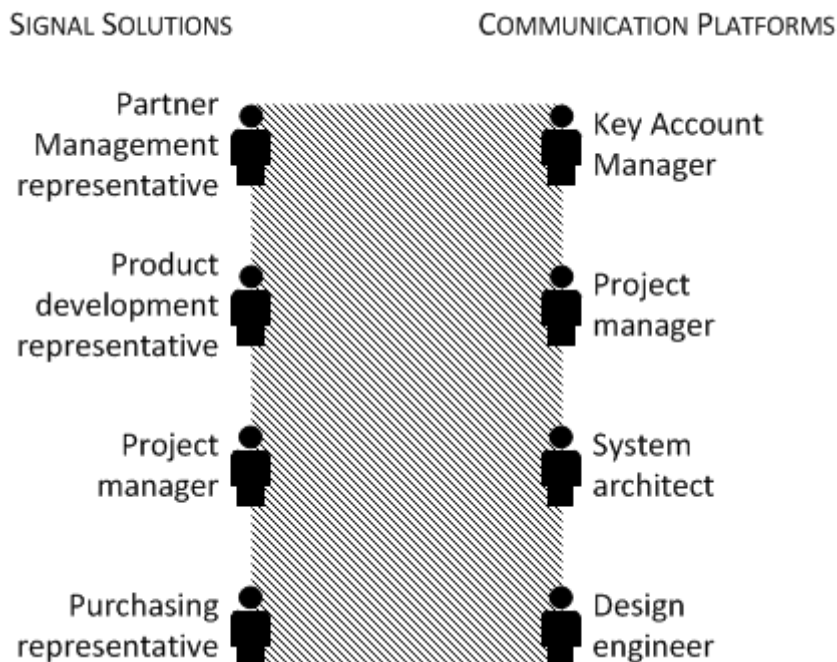 SIGNAL SOLUTIONS
COMMUNICATION PLATFORMS
Partner
Management
representative
Key Account
Manager
Product
development
representative
Project
manager
Project
manager
System
architect
Purchasing
representative
Design
engineer